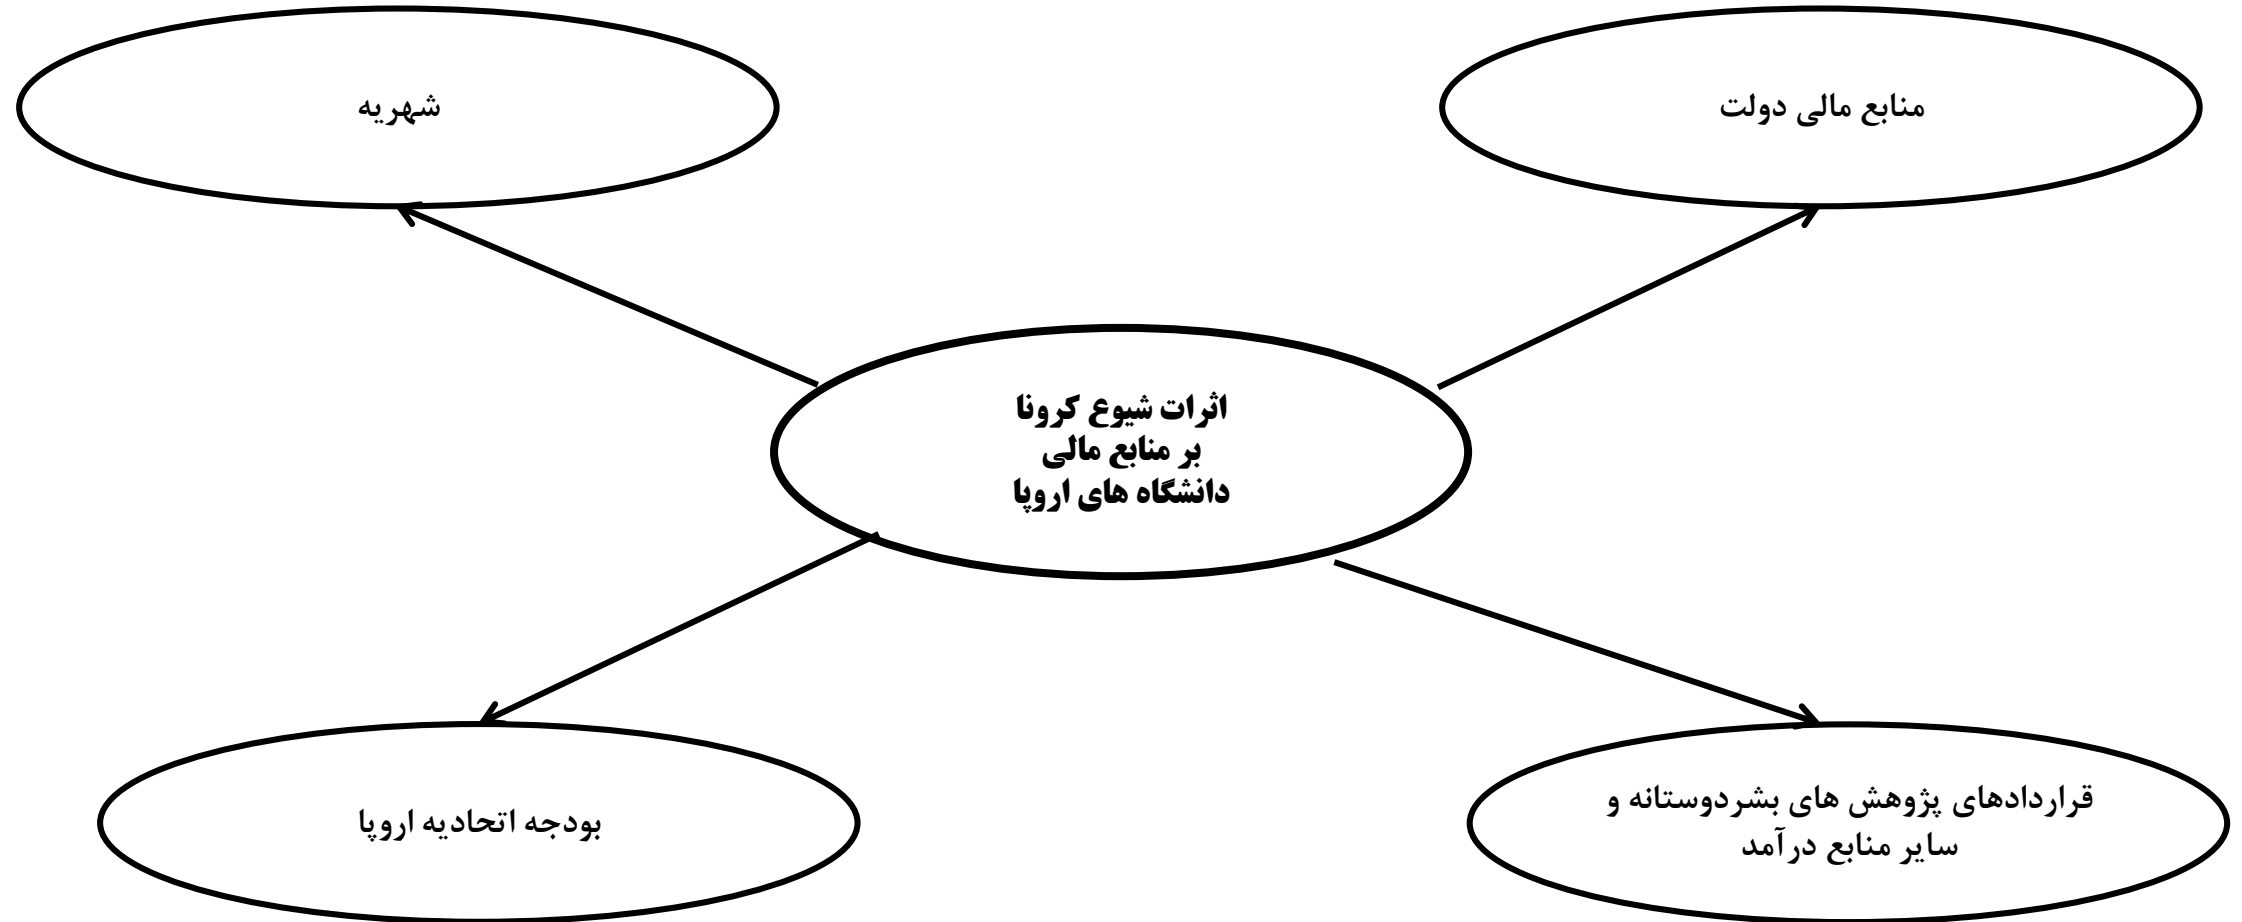 منابع مالی دولت
شهریه
اثرات شیوع کرونا
بر منابع مالی
دانشگاه های اروپا
قراردادهای پژوهش های بشردوستانه و
سایر منابع درآمد
بودجه اتحادیه اروپا